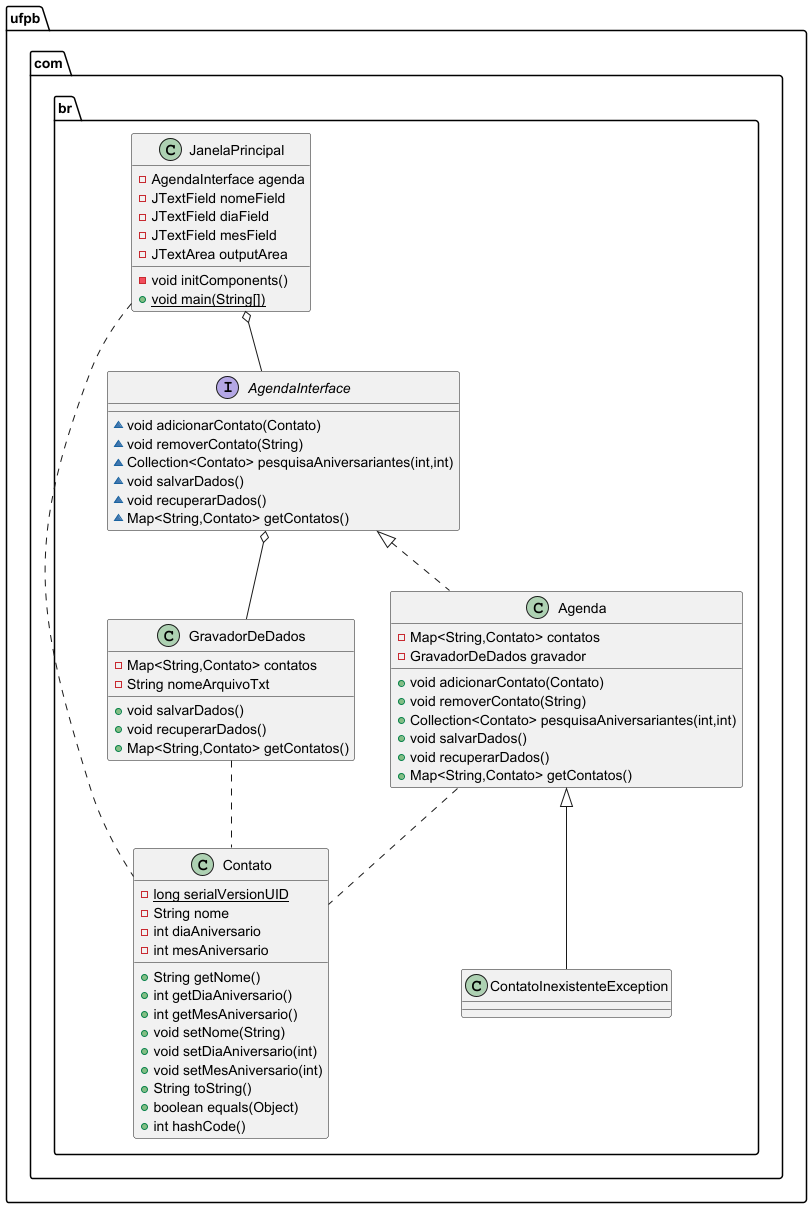 ufpb
com
br
C JanelaPrincipal
AgendaInterface agenda
JTextField nomeField
JTextField diaField
JTextField mesField
JTextArea outputArea
void initComponents()
void main(String[])
I AgendaInterface
void adicionarContato(Contato)
void removerContato(String)
Collection<Contato> pesquisaAniversariantes(int,int)
void salvarDados()
void recuperarDados()
Map<String,Contato> getContatos()
C GravadorDeDados
Map<String,Contato> contatos
String nomeArquivoTxt
void salvarDados()
void recuperarDados()
Map<String,Contato> getContatos()
C Agenda
Map<String,Contato> contatos
GravadorDeDados gravador
void adicionarContato(Contato)
void removerContato(String)
Collection<Contato> pesquisaAniversariantes(int,int)
void salvarDados()
void recuperarDados()
Map<String,Contato> getContatos()
C Contato
long serialVersionUID
String nome
int diaAniversario
int mesAniversario
String getNome()
int getDiaAniversario()
int getMesAniversario()
void setNome(String)
void setDiaAniversario(int)
void setMesAniversario(int)
String toString()
boolean equals(Object)
int hashCode()
C ContatoInexistenteException